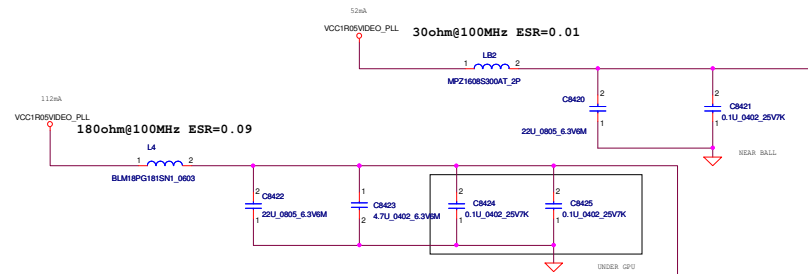 52mA
VCC1R05VIDEO_PLL
30ohm@100MHz ESR=0.01
LB2
1
2
MPZ1608S300AT_2P
2
C8420
1
22U_0805_6.3V6M
2
C8421
0.1U_0402_25V7K
1
NEAR BALL
112mA
VCC1R05VIDEO_PLL
180ohm@100MHz ESR=0.09
L4
1
2
BLM18PG181SN1_0603
2
C8422
22U_0805_6.3V6M
1
1
C8423
4.7U_0402_6.3V6M
2
2
C8424
0.1U_0402_25V7K
1
2
C8425
0.1U_0402_25V7K
1
UNDER GPU